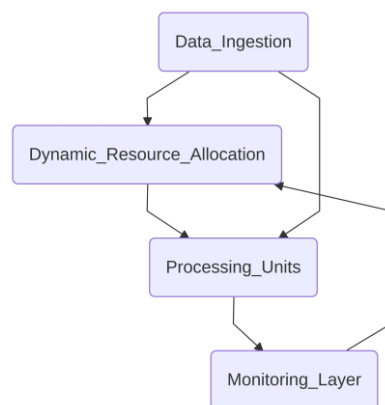 Data_Ingestion
Dynamic_Resource_Allocation
Processing_Units
Monitoring_Layer